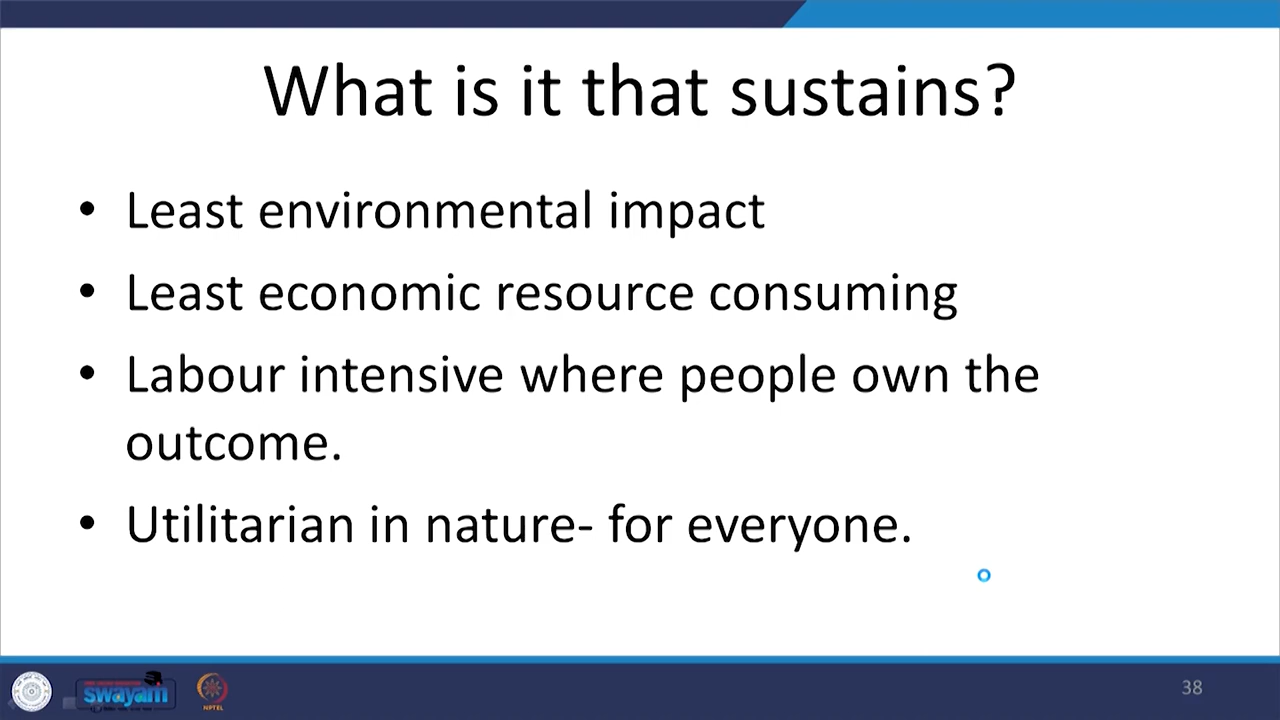 What is it that sustains?
• Least environmental impact
• Least economic resource consuming
• Labour intensive where people own the
outcome.
• Utilitarian in nature- for everyone.
swayam
NPTEL
38